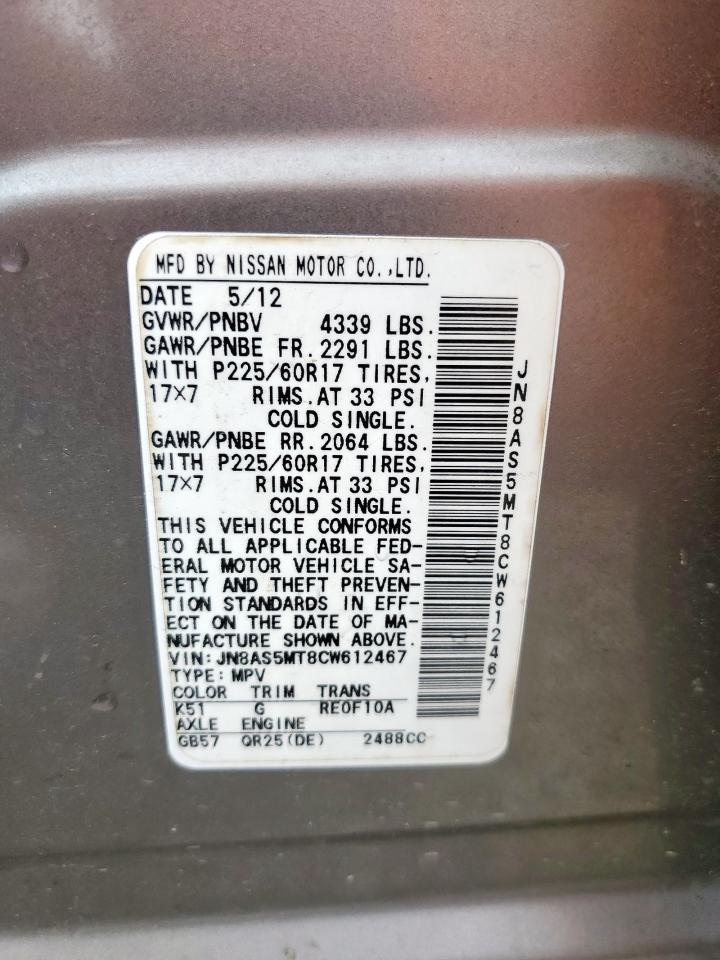 MFD BY NISSAN MOTOR CO.,LTD.
DATE 5/12
GVWR/PNBV 4339 LBS.
GAWR/PNBE FR. 2291 LBS.
WITH P225/60R17 TIRES,
17×7 RIMS. AT 33 PSI
COLD SINGLE.
GAWR/PNBE RR. 2064 LBS.
WITH P225/60R17 TIRES,
17×7 RIMS. AT 33 PSI
COLD SINGLE.
THIS VEHICLE CONFORMS
TO ALL APPLICABLE FED-
ERAL MOTOR VEHICLE SA-
FETY AND THEFT PREVEN-
TION STANDARDS IN EFF-
ECT ON THE DATE OF MA-
NUFACTURE SHOWN ABOVE.
VIN: JN8AS5MT8CW612467
TYPE: MPV
COLOR TRIM TRANS
K51 G RE0F10A
AXLE ENGINE
GB57 QR25(DE) 2488CC
JN8AS5MT8CW612467